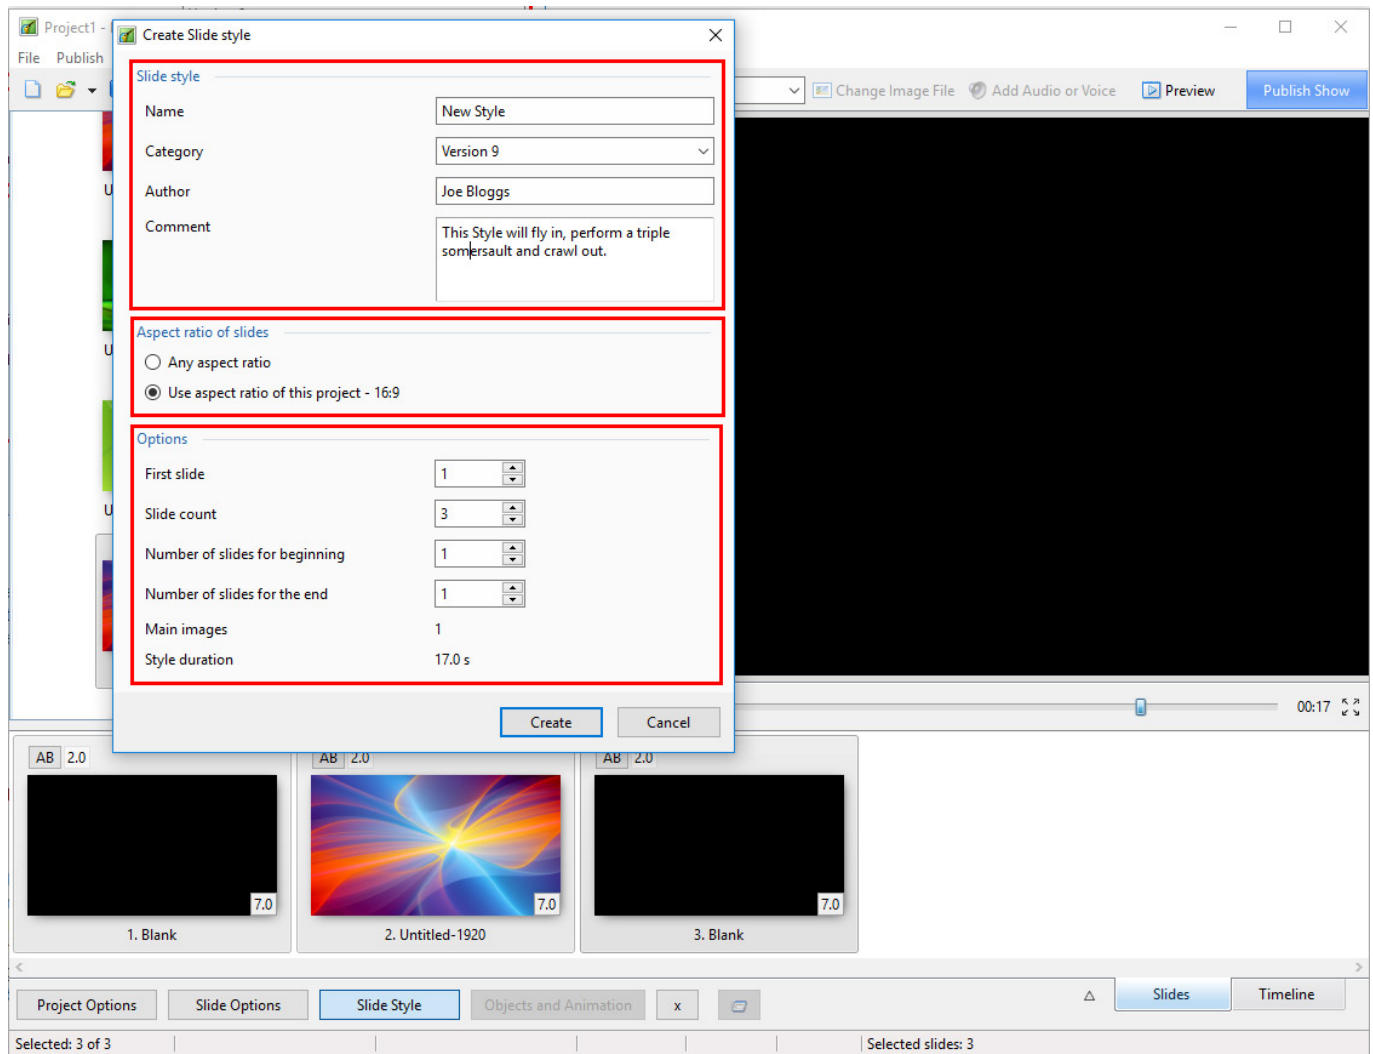 Project1 -
Create Slide style
File Publish
Slide style
Name
New Style
Category
Version 9
Author
Joe Bloggs
Comment
This Style will fly in, perform a triple
somersault and crawl out.
Change Image File
Add Audio or Voice
Preview
Publish Show
U
U
U
Aspect ratio of slides
Any aspect ratio
Use aspect ratio of this project - 16:9
Options
First slide
1
Slide count
3
Number of slides for beginning
1
Number of slides for the end
1
Main images
1
Style duration
17.0 s
Create
Cancel
00:17
AB 2.0
AB 2.0
AB 2.0
7.0
7.0
7.0
1. Blank
2. Untitled-1920
3. Blank
Project Options
Slide Options
Slide Style
Objects and Animation
x
Slides
Timeline
Selected: 3 of 3
Selected slides: 3